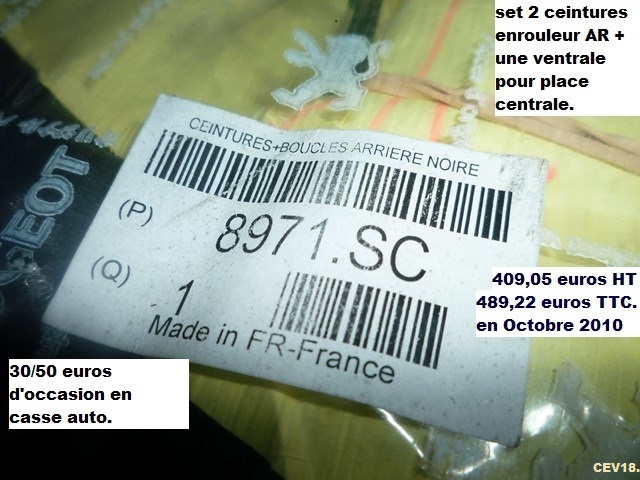 set 2 ceintures
enrouleur AR +
une ventrale
pour place
centrale.
CEINTURES+BOUCLES ARRIERE NOIRE
(P)
8971.SC
(Q)
1
Made in FR-France
409,05 euros HT
489,22 euros TTC.
en Octobre 2010
30/50 euros
d'occasion en
casse auto.
CEV18.